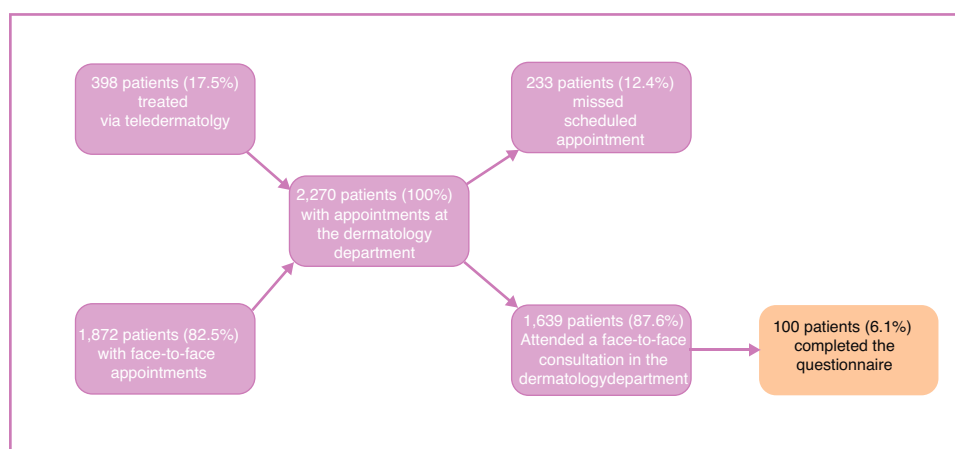 398 patients (17.5%)
treated
via teledermatolgy
233 patients (12.4%)
missed
scheduled
appointment
2,270 patients (100%)
with appointments at
the dermatology
department
1,872 patients (82.5%)
with face-to-face
appointments
1,639 patients (87.6%)
Attended a face-to-face
consultation in the
dermatologydepartment
100 patients (6.1%)
completed the
questionnaire